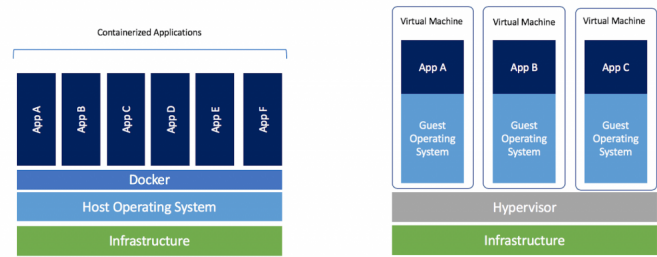 Containerized Applications
App A
App B
App C
App D
App E
App F
Docker
Host Operating System
Infrastructure
Virtual Machine
Virtual Machine
Virtual Machine
App A
App B
App C
Guest
Operating
System
Guest
Operating
System
Guest
Operating
System
Hypervisor
Infrastructure